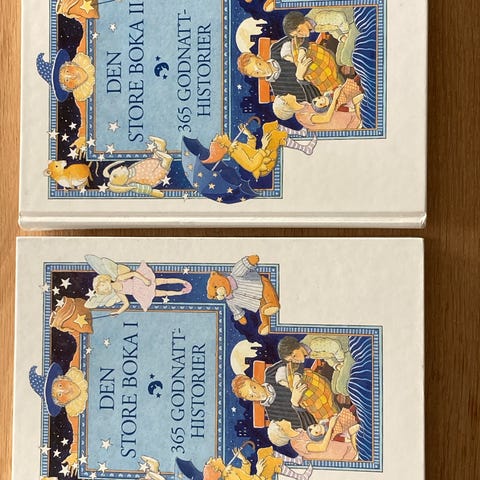 DEN
STORE BOKA II
365 GODNATT-
HISTORIER
DEN
STORE BOKA I
365 GODNATT-
HISTORIER